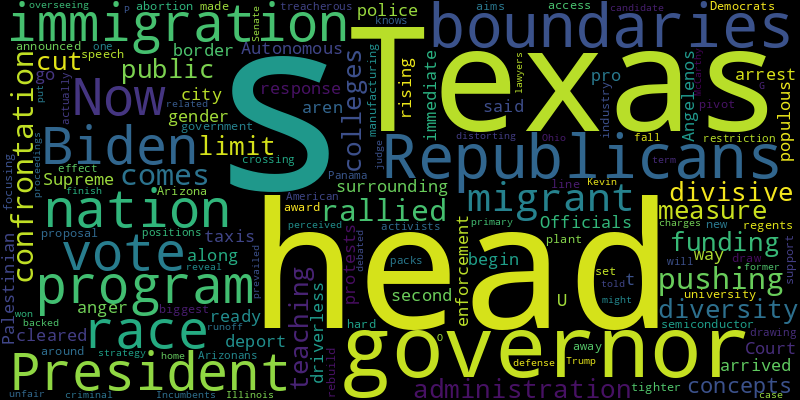 overseeing abortion made Senate treacherous police aims access candidate Democrats
immigration P knows boundaries
announced one speech border Autonomous Texas
cut public response rising manufacturing immediate lawyers industry pro Angelenos economy pivot arrest
confrontation go Now city aren S colleges said G populous
put actually related gender government
Biden limit crossing judge distorting Ohio fall restriction
Republicans
Passing
Supreme comes Panama surrounding line Kevin term divisive
focusing proceedings effect finish Arizona American award migrant measure
Palestinian nation rallied activists Officials primary charges new regents
proposal positions taxis perceived protests debated enforcement plant way funding
vote along prevailed head packs begin set told t will draw former support
program reveal pushing
anger biggest driverless second U might university diversity
won backed race ready runoff teaching hard semiconductor drawing
cleared around strategy home Arizonans deport rebuild governor O away defense Trump Court arrived
President
unfair criminal Incumbents Illinois administration tighter concepts case